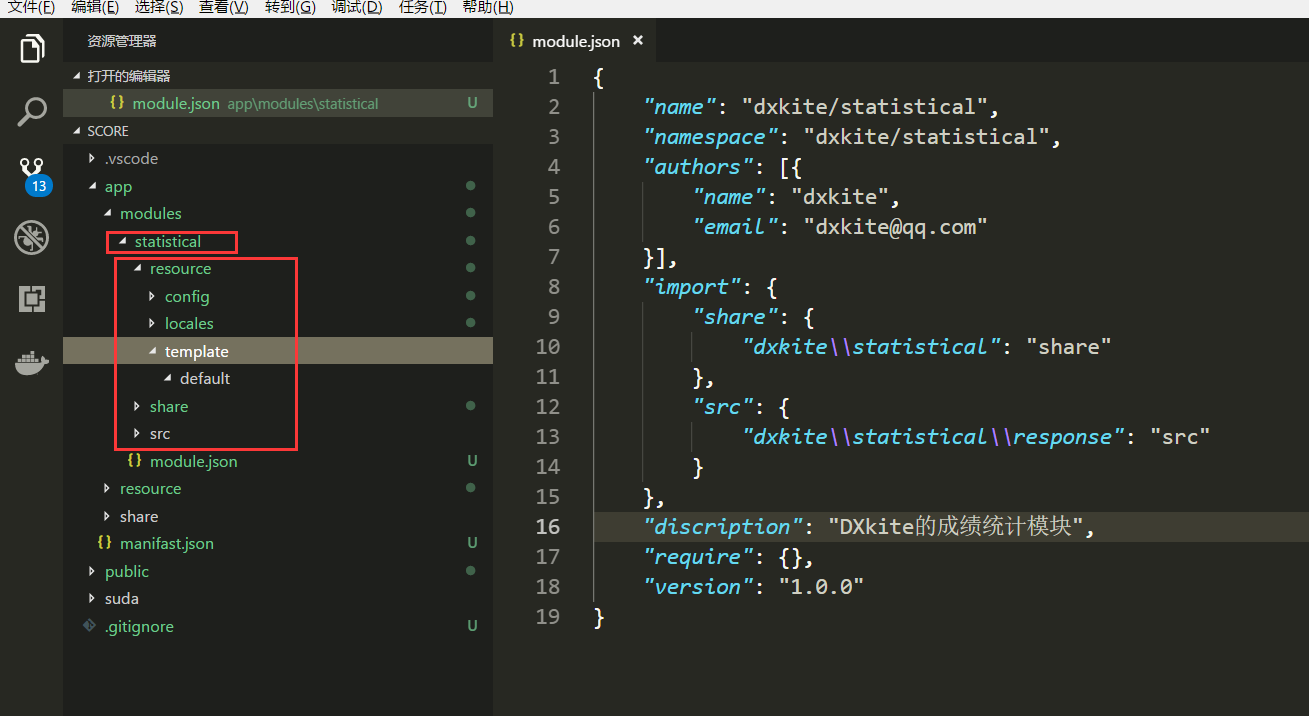 文件(F) 编辑(E) 选择(S) 查看(V) 转到(G) 调试(D) 任务(T) 帮助(H)
资源管理器
打开的编辑器
{} module.json app\modules\statistical U
SCORE
.vscode
app
modules
statistical
resource
config
locales
template
default
share
src
{} module.json U
resource
share
{} manifest.json U
public
suda
.gitignore U
13
{} module.json ×
1 {
2 "name": "dxkite/statistical",
3 "namespace": "dxkite/statistical",
4 "authors": [{
5 "name": "dxkite",
6 "email": "dxkite@qq.com"
7 }],
8 "import": {
9 "share": {
10 "dxkite\\statistical": "share"
11 },
12 "src": {
13 "dxkite\\statistical\\response": "src"
14 }
15 },
16 "discription": "DXkite的成绩统计模块",
17 "require": {},
18 "version": "1.0.0"
19 }